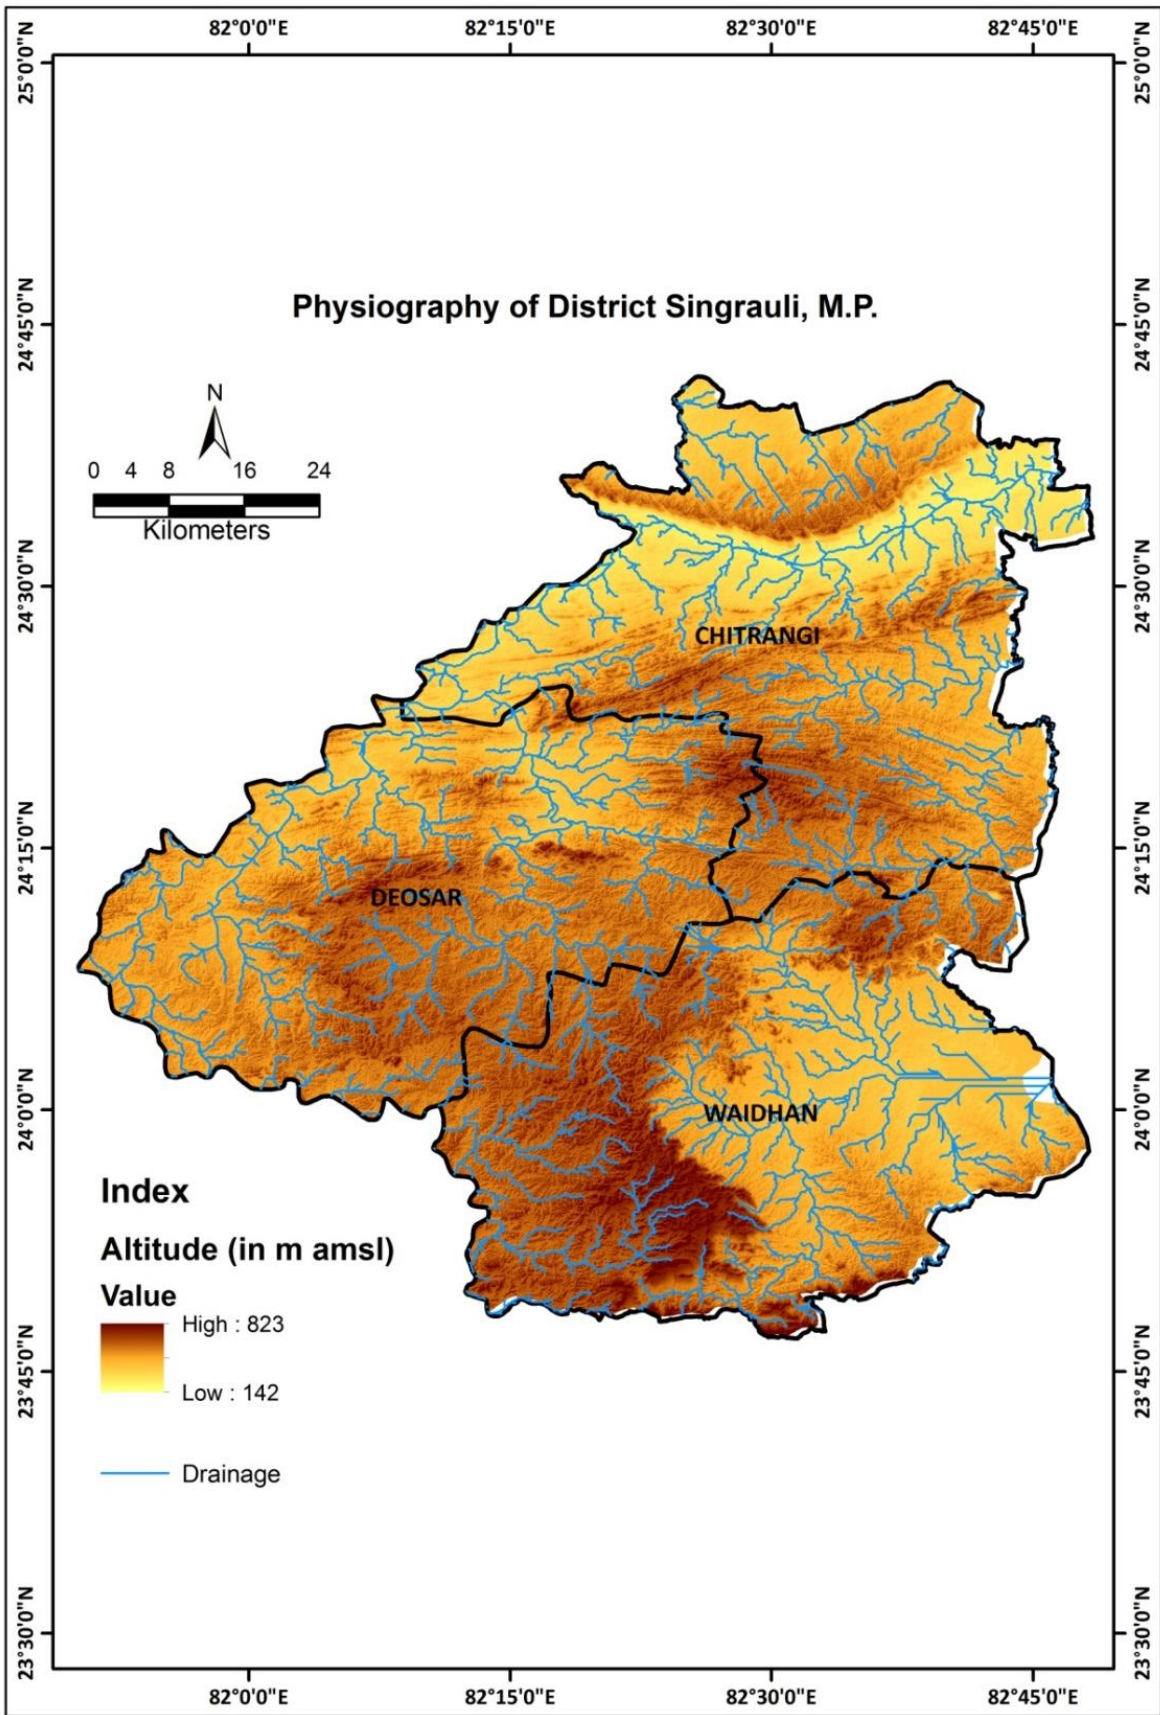 82°0'0"E 82°15'0"E 82°30'0"E 82°45'0"E
25°0'0"N 25°0'0"N
Physiography of District Singrauli, M.P.
24°45'0"N 24°45'0"N
N
0 4 8 16 24
Kilometers
24°30'0"N 24°30'0"N
CHITRANGI
24°15'0"N 24°15'0"N
DEOSAR
24°0'0"N 24°0'0"N
WAIDHAN
Index
Altitude (in m amsl)
Value
High : 823
Low : 142
23°45'0"N 23°45'0"N
Drainage
23°30'0"N 23°30'0"N
82°0'0"E 82°15'0"E 82°30'0"E 82°45'0"E